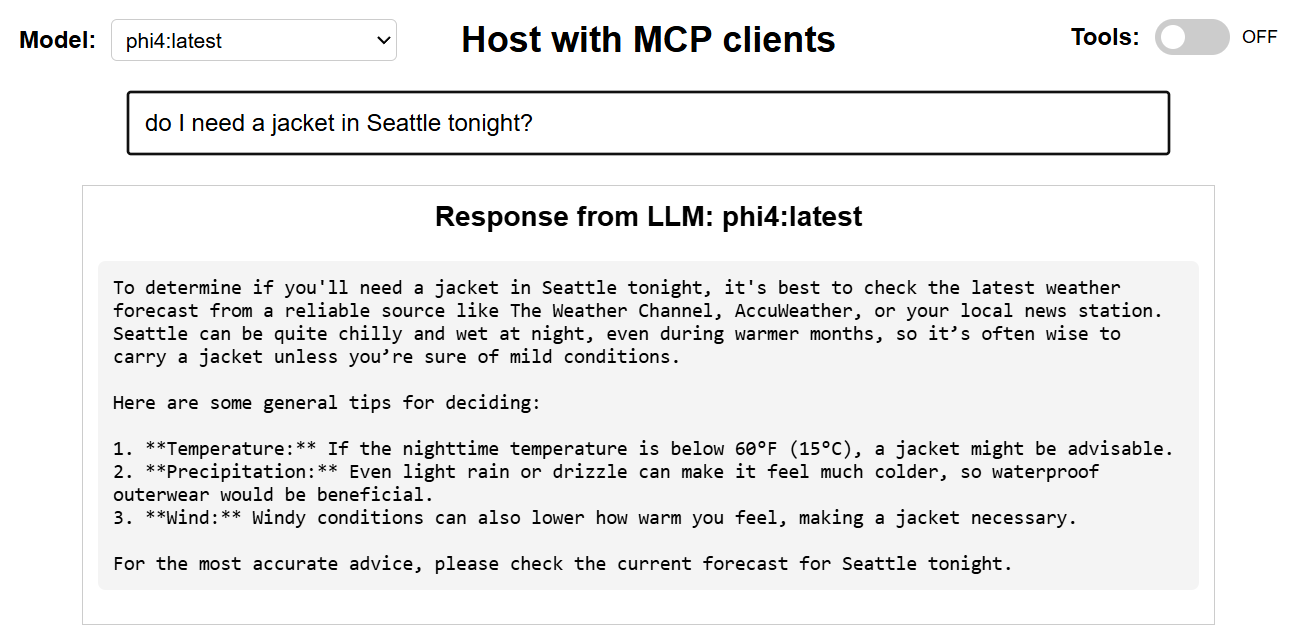 Model: phi4:latest Host with MCP clients Tools: OFF
do I need a jacket in Seattle tonight?
Response from LLM: phi4:latest
To determine if you'll need a jacket in Seattle tonight, it's best to check the latest weather
forecast from a reliable source like The Weather Channel, AccuWeather, or your local news station.
Seattle can be quite chilly and wet at night, even during warmer months, so it’s often wise to
carry a jacket unless you’re sure of mild conditions.
Here are some general tips for deciding:
1. **Temperature:** If the nighttime temperature is below 60°F (15°C), a jacket might be advisable.
2. **Precipitation:** Even light rain or drizzle can make it feel much colder, so waterproof
outerwear would be beneficial.
3. **Wind:** Windy conditions can also lower how warm you feel, making a jacket necessary.
For the most accurate advice, please check the current forecast for Seattle tonight.